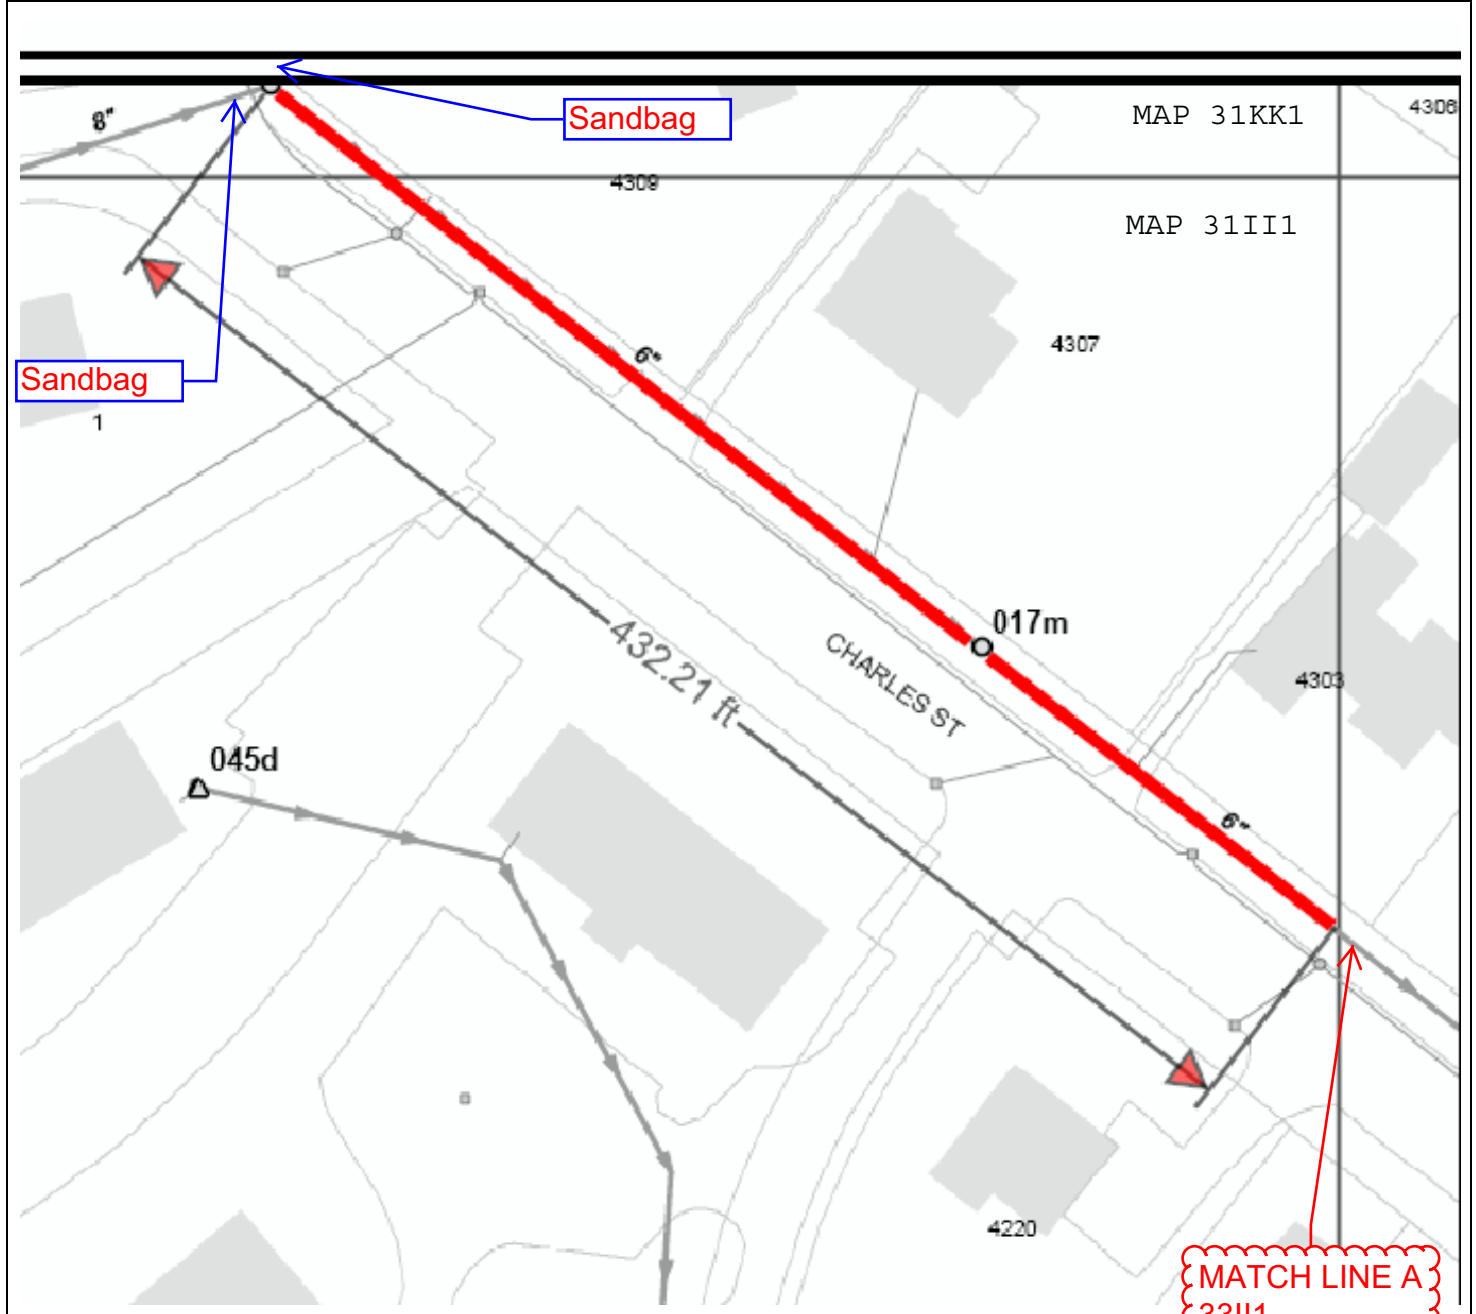 8"
Sandbag
MAP 31KK1
4306
4309
MAP 31II1
6"
4307
Sandbag
1
017m
432.21 ft
CHARLES ST
4303
045d
6"
4220
MATCH LINE A